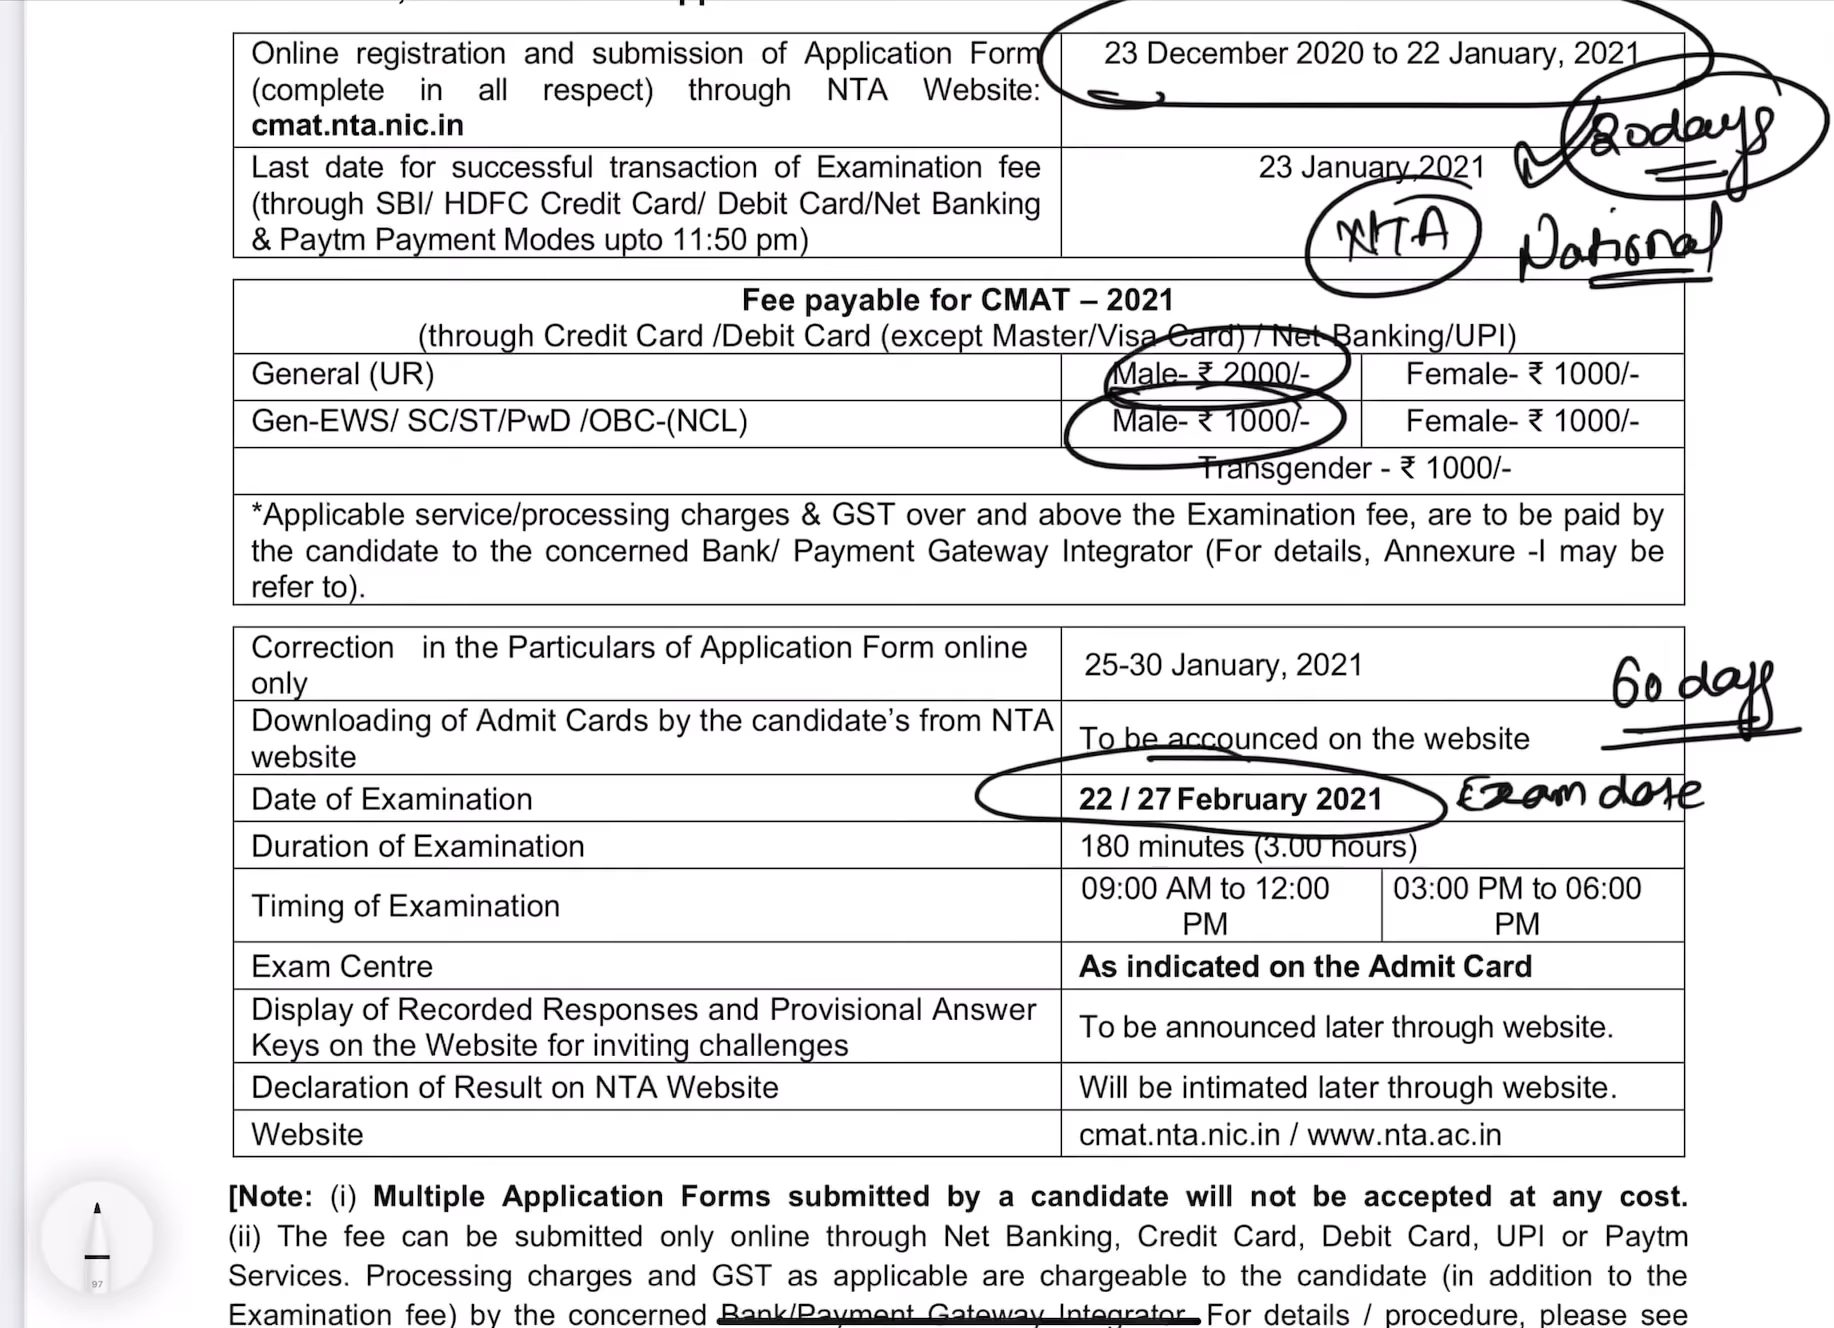 Online registration and submission of Application Form
(complete in all respect) through NTA Website:
cmat.nta.nic.in
23 December 2020 to 22 January, 2021
20days
Last date for successful transaction of Examination fee
(through SBI/ HDFC Credit Card/ Debit Card/Net Banking
& Paytm Payment Modes upto 11:50 pm)
23 January,2021
NTA
National
Fee payable for CMAT – 2021
(through Credit Card /Debit Card (except Master/Visa Card) / Net Banking/UPI)
General (UR) Male- ₹ 2000/- Female- ₹ 1000/-
Gen-EWS/ SC/ST/PwD /OBC-(NCL) Male- ₹ 1000/- Female- ₹ 1000/-
Transgender - ₹ 1000/-
*Applicable service/processing charges & GST over and above the Examination fee, are to be paid by
the candidate to the concerned Bank/ Payment Gateway Integrator (For details, Annexure -I may be
refer to).
Correction in the Particulars of Application Form online
only
25-30 January, 2021
60 days
Downloading of Admit Cards by the candidate’s from NTA
website
To be accounced on the website
Date of Examination 22 / 27 February 2021 Exam date
Duration of Examination 180 minutes (3.00 hours)
Timing of Examination
09:00 AM to 12:00
PM
03:00 PM to 06:00
PM
Exam Centre As indicated on the Admit Card
Display of Recorded Responses and Provisional Answer
Keys on the Website for inviting challenges
To be announced later through website.
Declaration of Result on NTA Website Will be intimated later through website.
Website cmat.nta.nic.in / www.nta.ac.in
[Note: (i) Multiple Application Forms submitted by a candidate will not be accepted at any cost.
(ii) The fee can be submitted only online through Net Banking, Credit Card, Debit Card, UPI or Paytm
Services. Processing charges and GST as applicable are chargeable to the candidate (in addition to the
Examination fee) by the concerned Bank/Payment Gateway Integrator. For details / procedure, please see
97